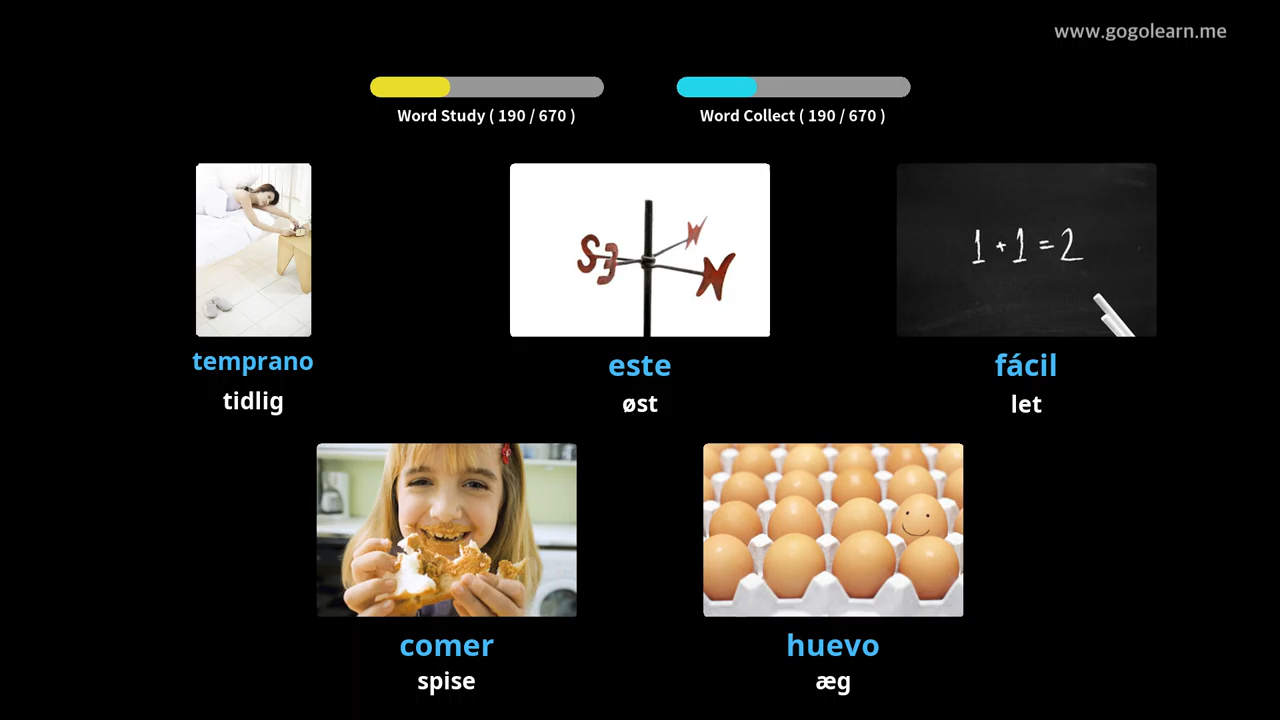 www.gogolearn.me
Word Study ( 190 / 670 )
Word Collect ( 190 / 670 )
S E N W
1 + 1 = 2
temprano
este
fácil
tidlig
øst
let
comer
huevo
spise
æg